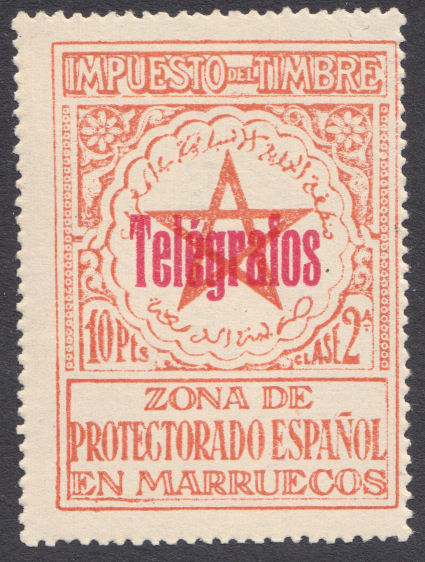 IMPUESTO DEL TIMBRE
Telégrafos
10 Pts
CLASE 2ª
ZONA DE
PROTECTORADO ESPAÑOL
EN MARRUECOS